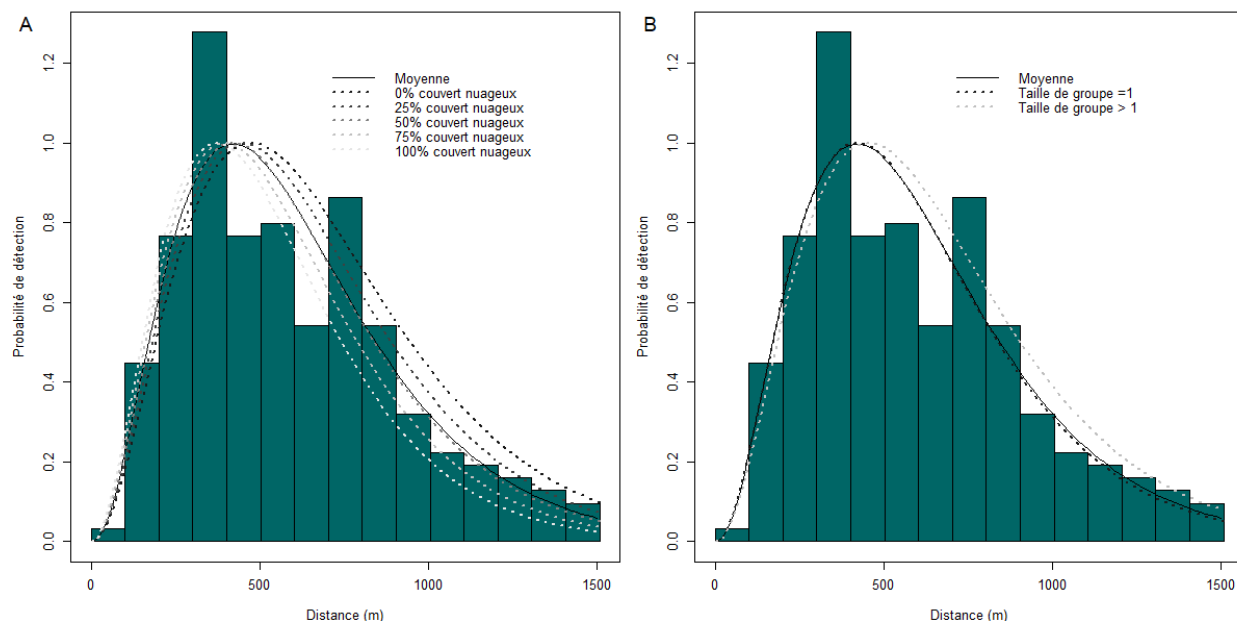 A
Moyenne
0% couvert nuageux
25% couvert nuageux
50% couvert nuageux
75% couvert nuageux
100% couvert nuageux
Probabilité de détection
0.0
0.2
0.4
0.6
0.8
1.0
1.2
0
500
1000
1500
Distance (m)
B
Moyenne
Taille de groupe =1
Taille de groupe > 1
Probabilité de détection
0.0
0.2
0.4
0.6
0.8
1.0
1.2
0
500
1000
1500
Distance (m)